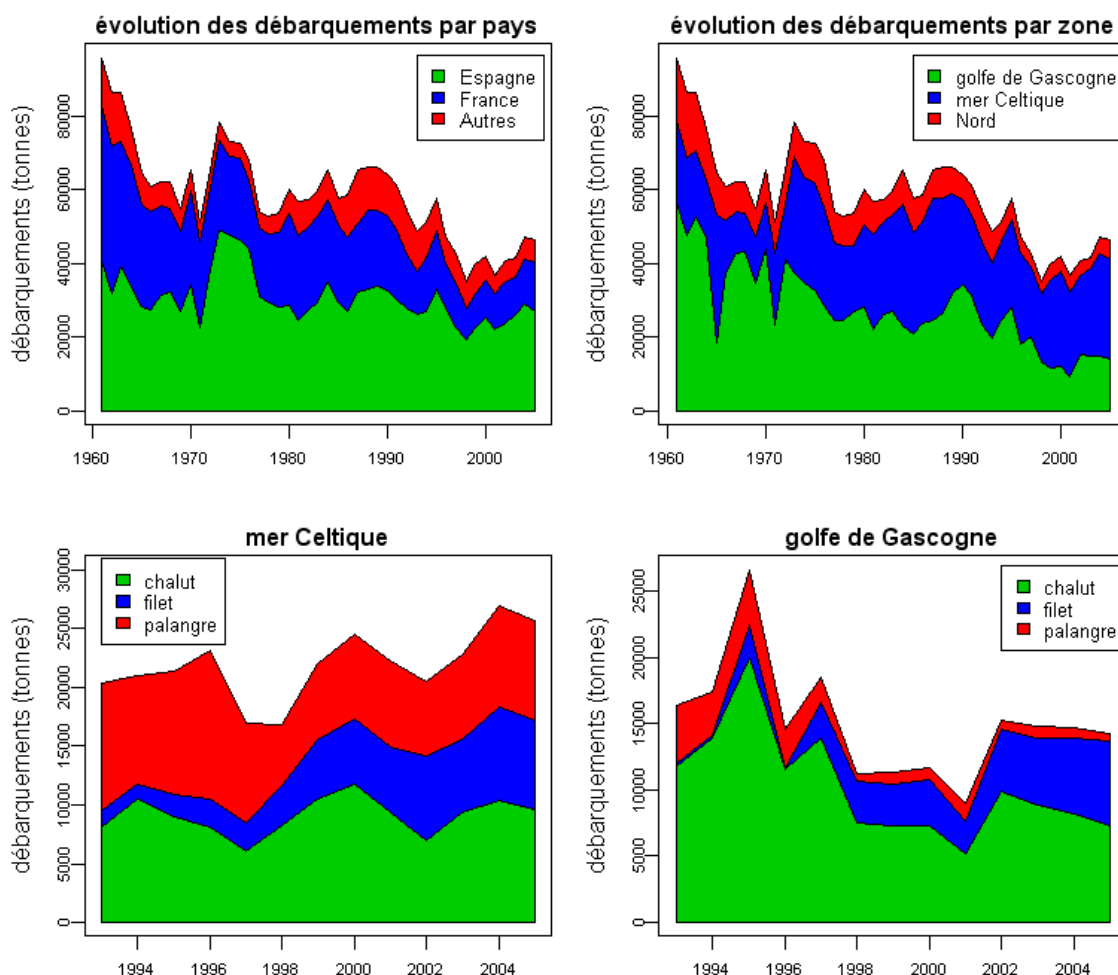 évolution des débarquements par pays
débarquements (tonnes)
80000
60000
40000
20000
0
Espagne
France
Autres
1960 1970 1980 1990 2000
évolution des débarquements par zone
débarquements (tonnes)
80000
60000
40000
20000
0
golfe de Gascogne
mer Celtique
Nord
1960 1970 1980 1990 2000
mer Celtique
débarquements (tonnes)
30000
25000
20000
15000
10000
5000
0
chalut
filet
palangre
1994 1996 1998 2000 2002 2004
golfe de Gascogne
débarquements (tonnes)
25000
20000
15000
10000
5000
0
chalut
filet
palangre
1994 1996 1998 2000 2002 2004